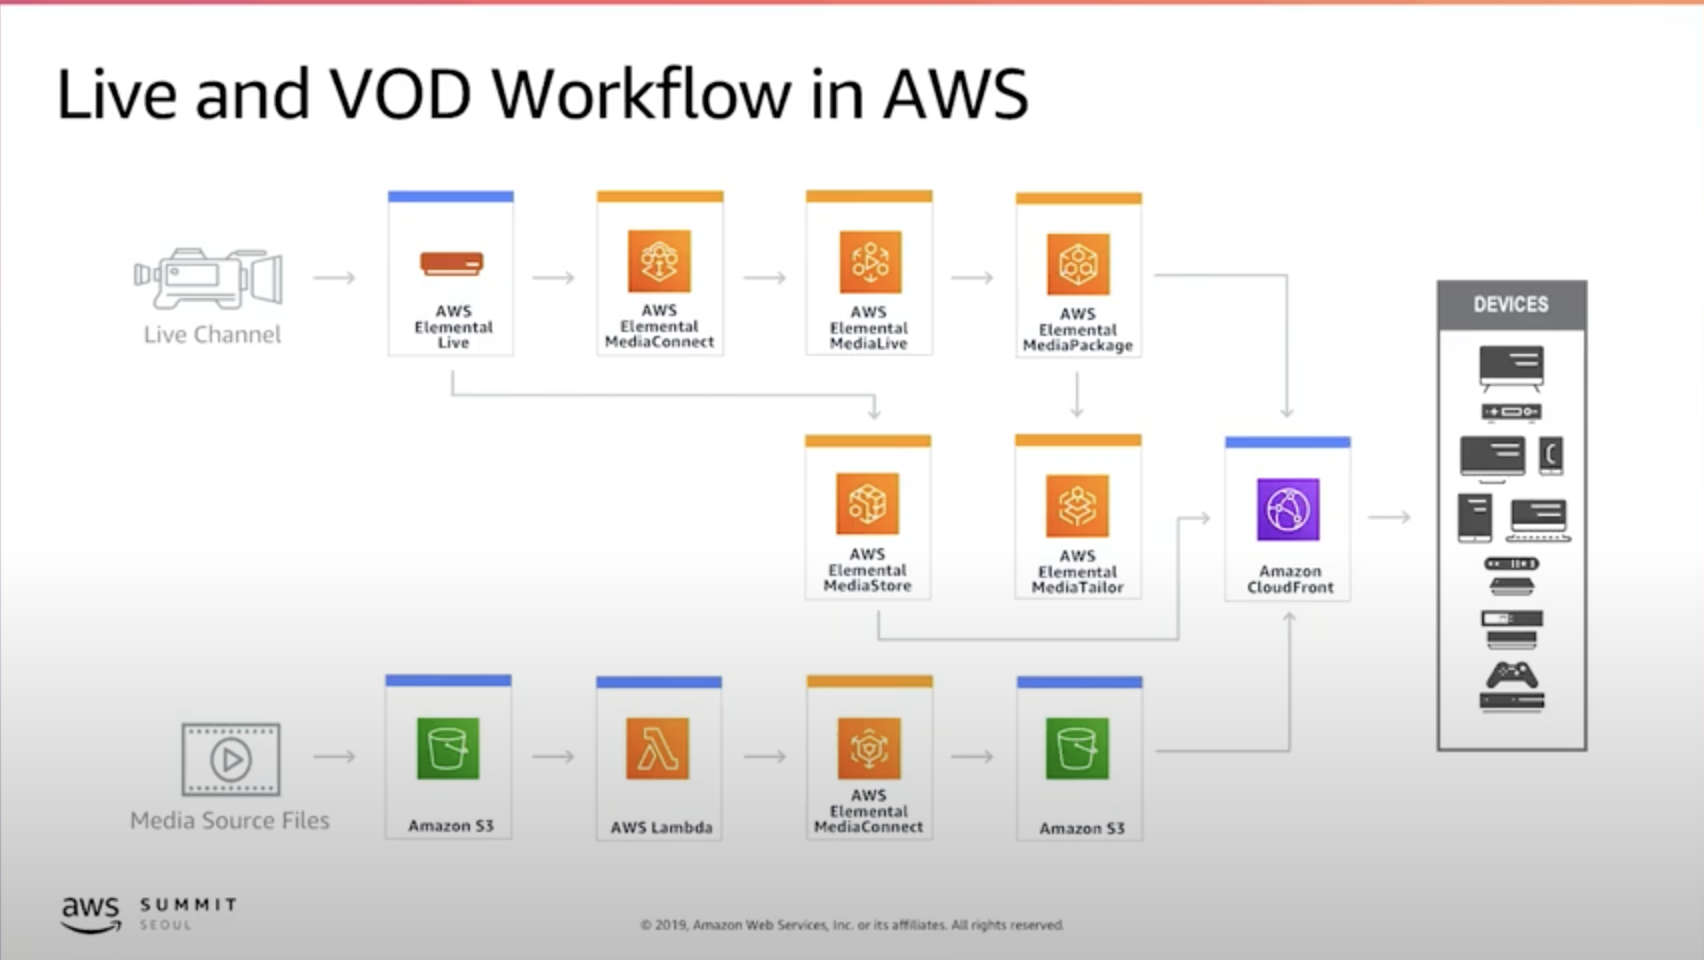 Live and VOD Workflow in AWS
Live Channel
AWS
Elemental
Live
AWS
Elemental
MediaConnect
AWS
Elemental
MediaLive
AWS
Elemental
MediaPackage
DEVICES
AWS
Elemental
MediaStore
AWS
Elemental
MediaTailor
Amazon
CloudFront
Media Source Files
Amazon S3
AWS Lambda
AWS
Elemental
MediaConnect
Amazon S3
aws
SUMMIT
SEOUL
© 2019, Amazon Web Services, Inc. or its affiliates. All rights reserved.